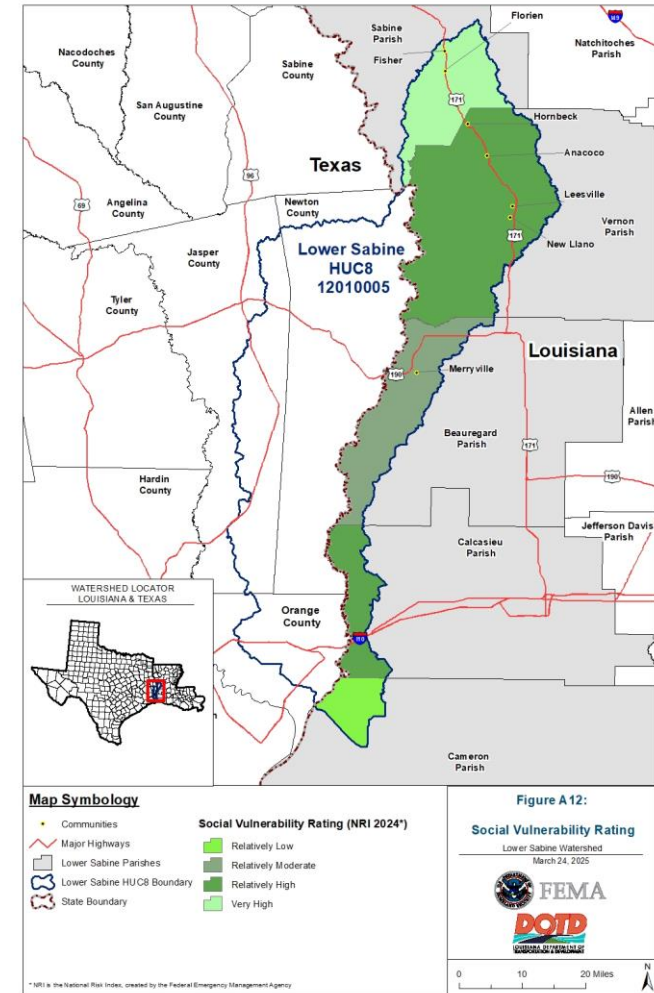 Florien
Sabine
Parish
Fisher
Nacodoches
County
Sabine
County
Natchitoches
Parish
171
San Augustine
County
Hornbeck
Texas
Anacoco
96
69
Angelina
County
Newton
County
Leesville
Jasper
County
Vernon
Parish
171
New Llano
Lower Sabine
HUC8
12010005
Tyler
County
Louisiana
190
Merryville
Allen
Parish
Beauregard
Parish
171
Hardin
County
190
Jefferson Davis
Parish
Calcasieu
Parish
WATERSHED LOCATOR
LOUISIANA & TEXAS
Orange
County
Cameron
Parish
Map Symbology
Communities
Major Highways
Lower Sabine Parishes
Lower Sabine HUC8 Boundary
State Boundary
Social Vulnerability Rating (NRI 2024*)
Relatively Low
Relatively Moderate
Relatively High
Very High
* NRI is the National Risk Index, created by the Federal Emergency Management Agency
Figure A12:
Social Vulnerability Rating
Lower Sabine Watershed
March 24, 2025
FEMA
DOTD
LOUISIANA DEPARTMENT OF
TRANSPORTATION & DEVELOPMENT
0 10 20 Miles
N